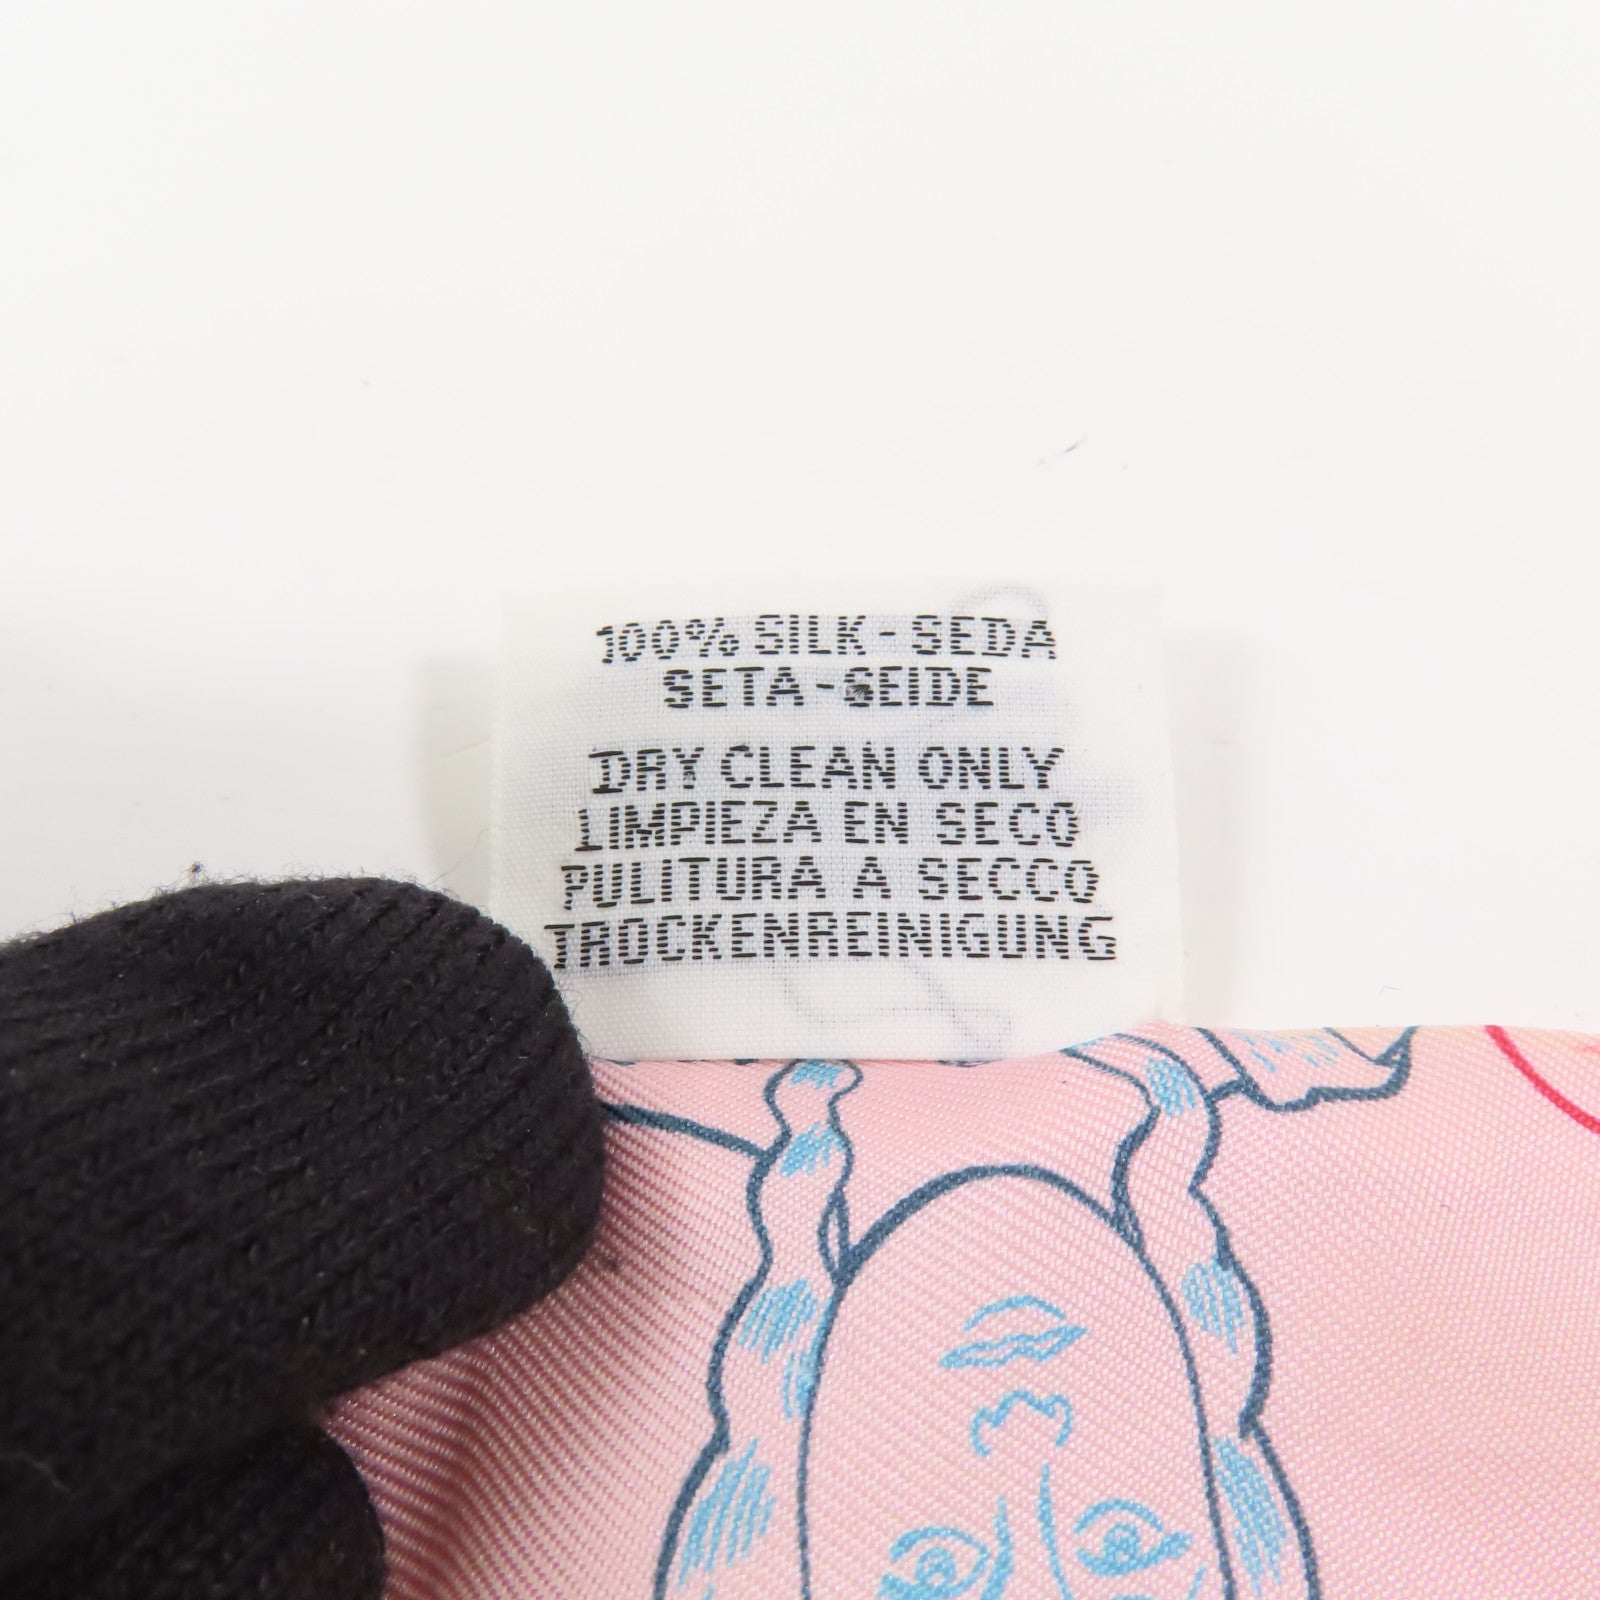 100% SILK - SEDA
SETA - SEIDE
DRY CLEAN ONLY
LIMPIEZA EN SECO
PULITURA A SECCO
TROCKENREINIGUNG